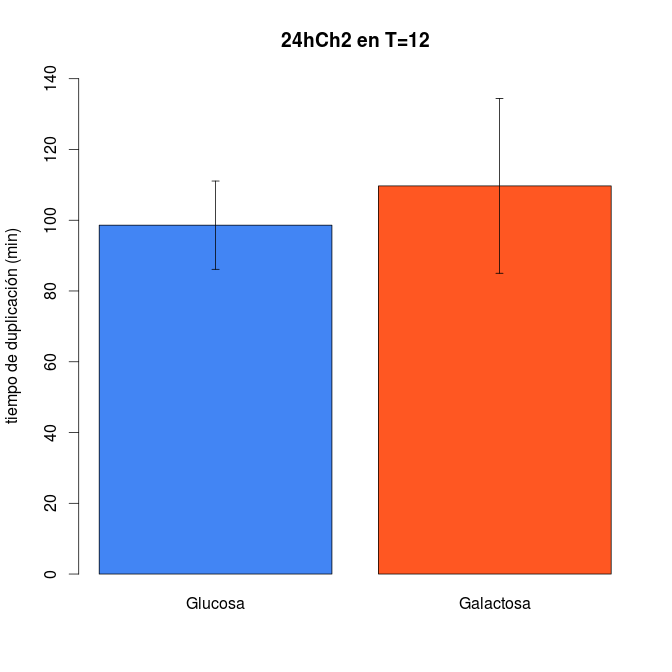 24hCh2 en T=12
tiempo de duplicación (min)
140
120
100
80
60
40
20
0
Glucosa
Galactosa